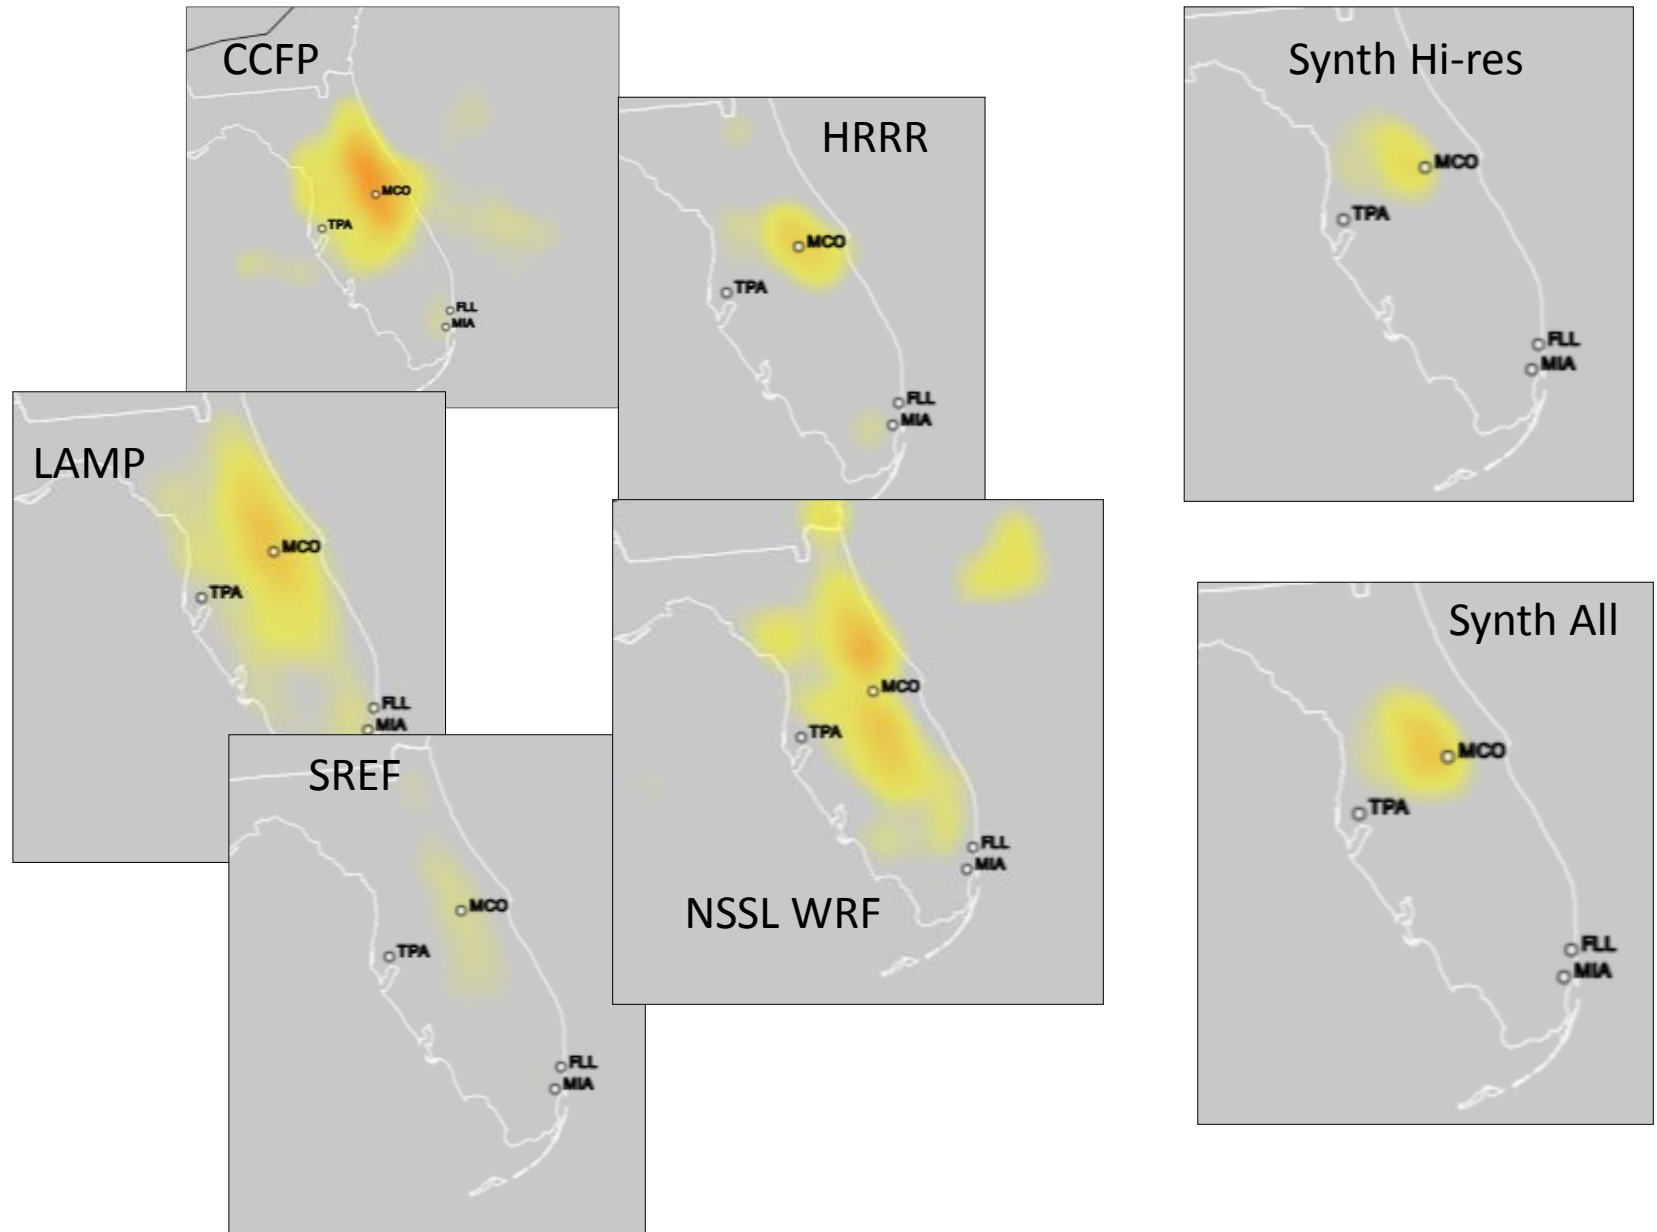 CCFP
MCO
TPA
FLL
MIA
HRRR
MCO
TPA
FLL
MIA
Synth Hi-res
MCO
TPA
FLL
MIA
LAMP
MCO
TPA
FLL
MIA
NSSL WRF
MCO
TPA
FLL
MIA
Synth All
MCO
TPA
FLL
MIA
SREF
MCO
TPA
FLL
MIA